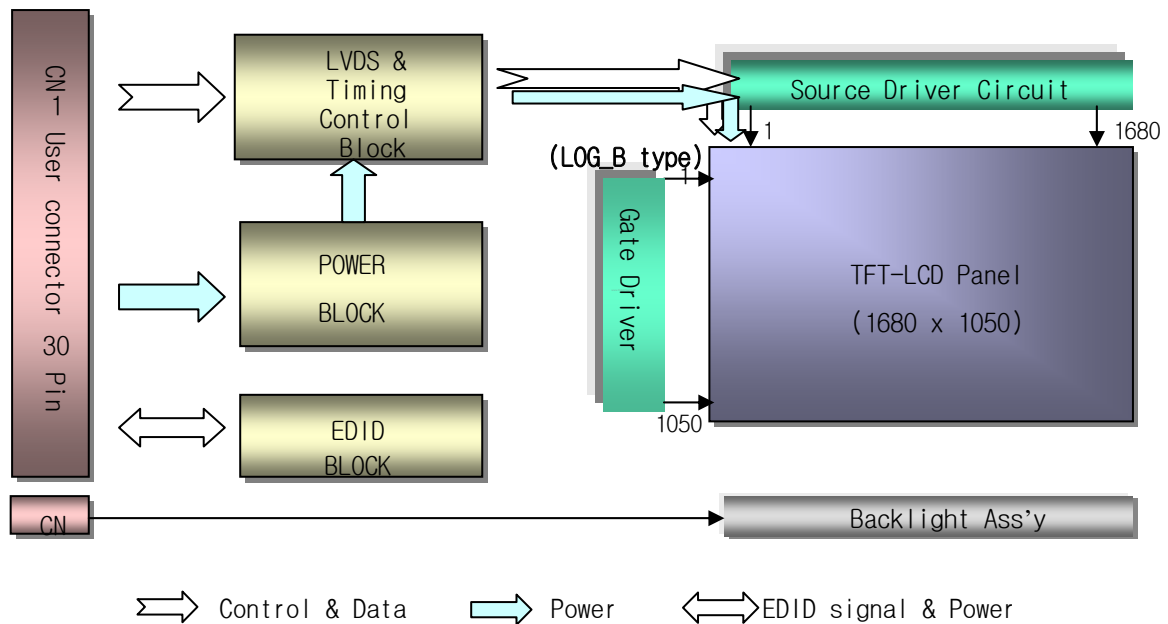 CN1 User connector 30 Pin
LVDS &
Timing
Control
Block
Source Driver Circuit
1
1680
(LOG_B type)
1
Gate Driver
1050
TFT-LCD Panel
(1680 x 1050)
POWER
BLOCK
EDID
BLOCK
CN
Backlight Ass'y
Control & Data
Power
EDID signal & Power